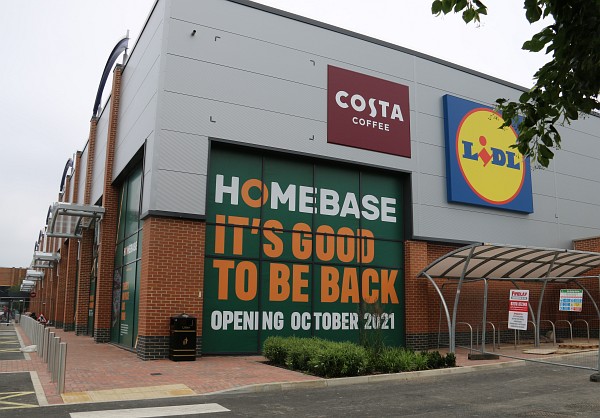 COSTA
COFFEE
LIDL
HOMEBASE
IT'S GOOD
TO BE BACK
OPENING OCTOBER 2021